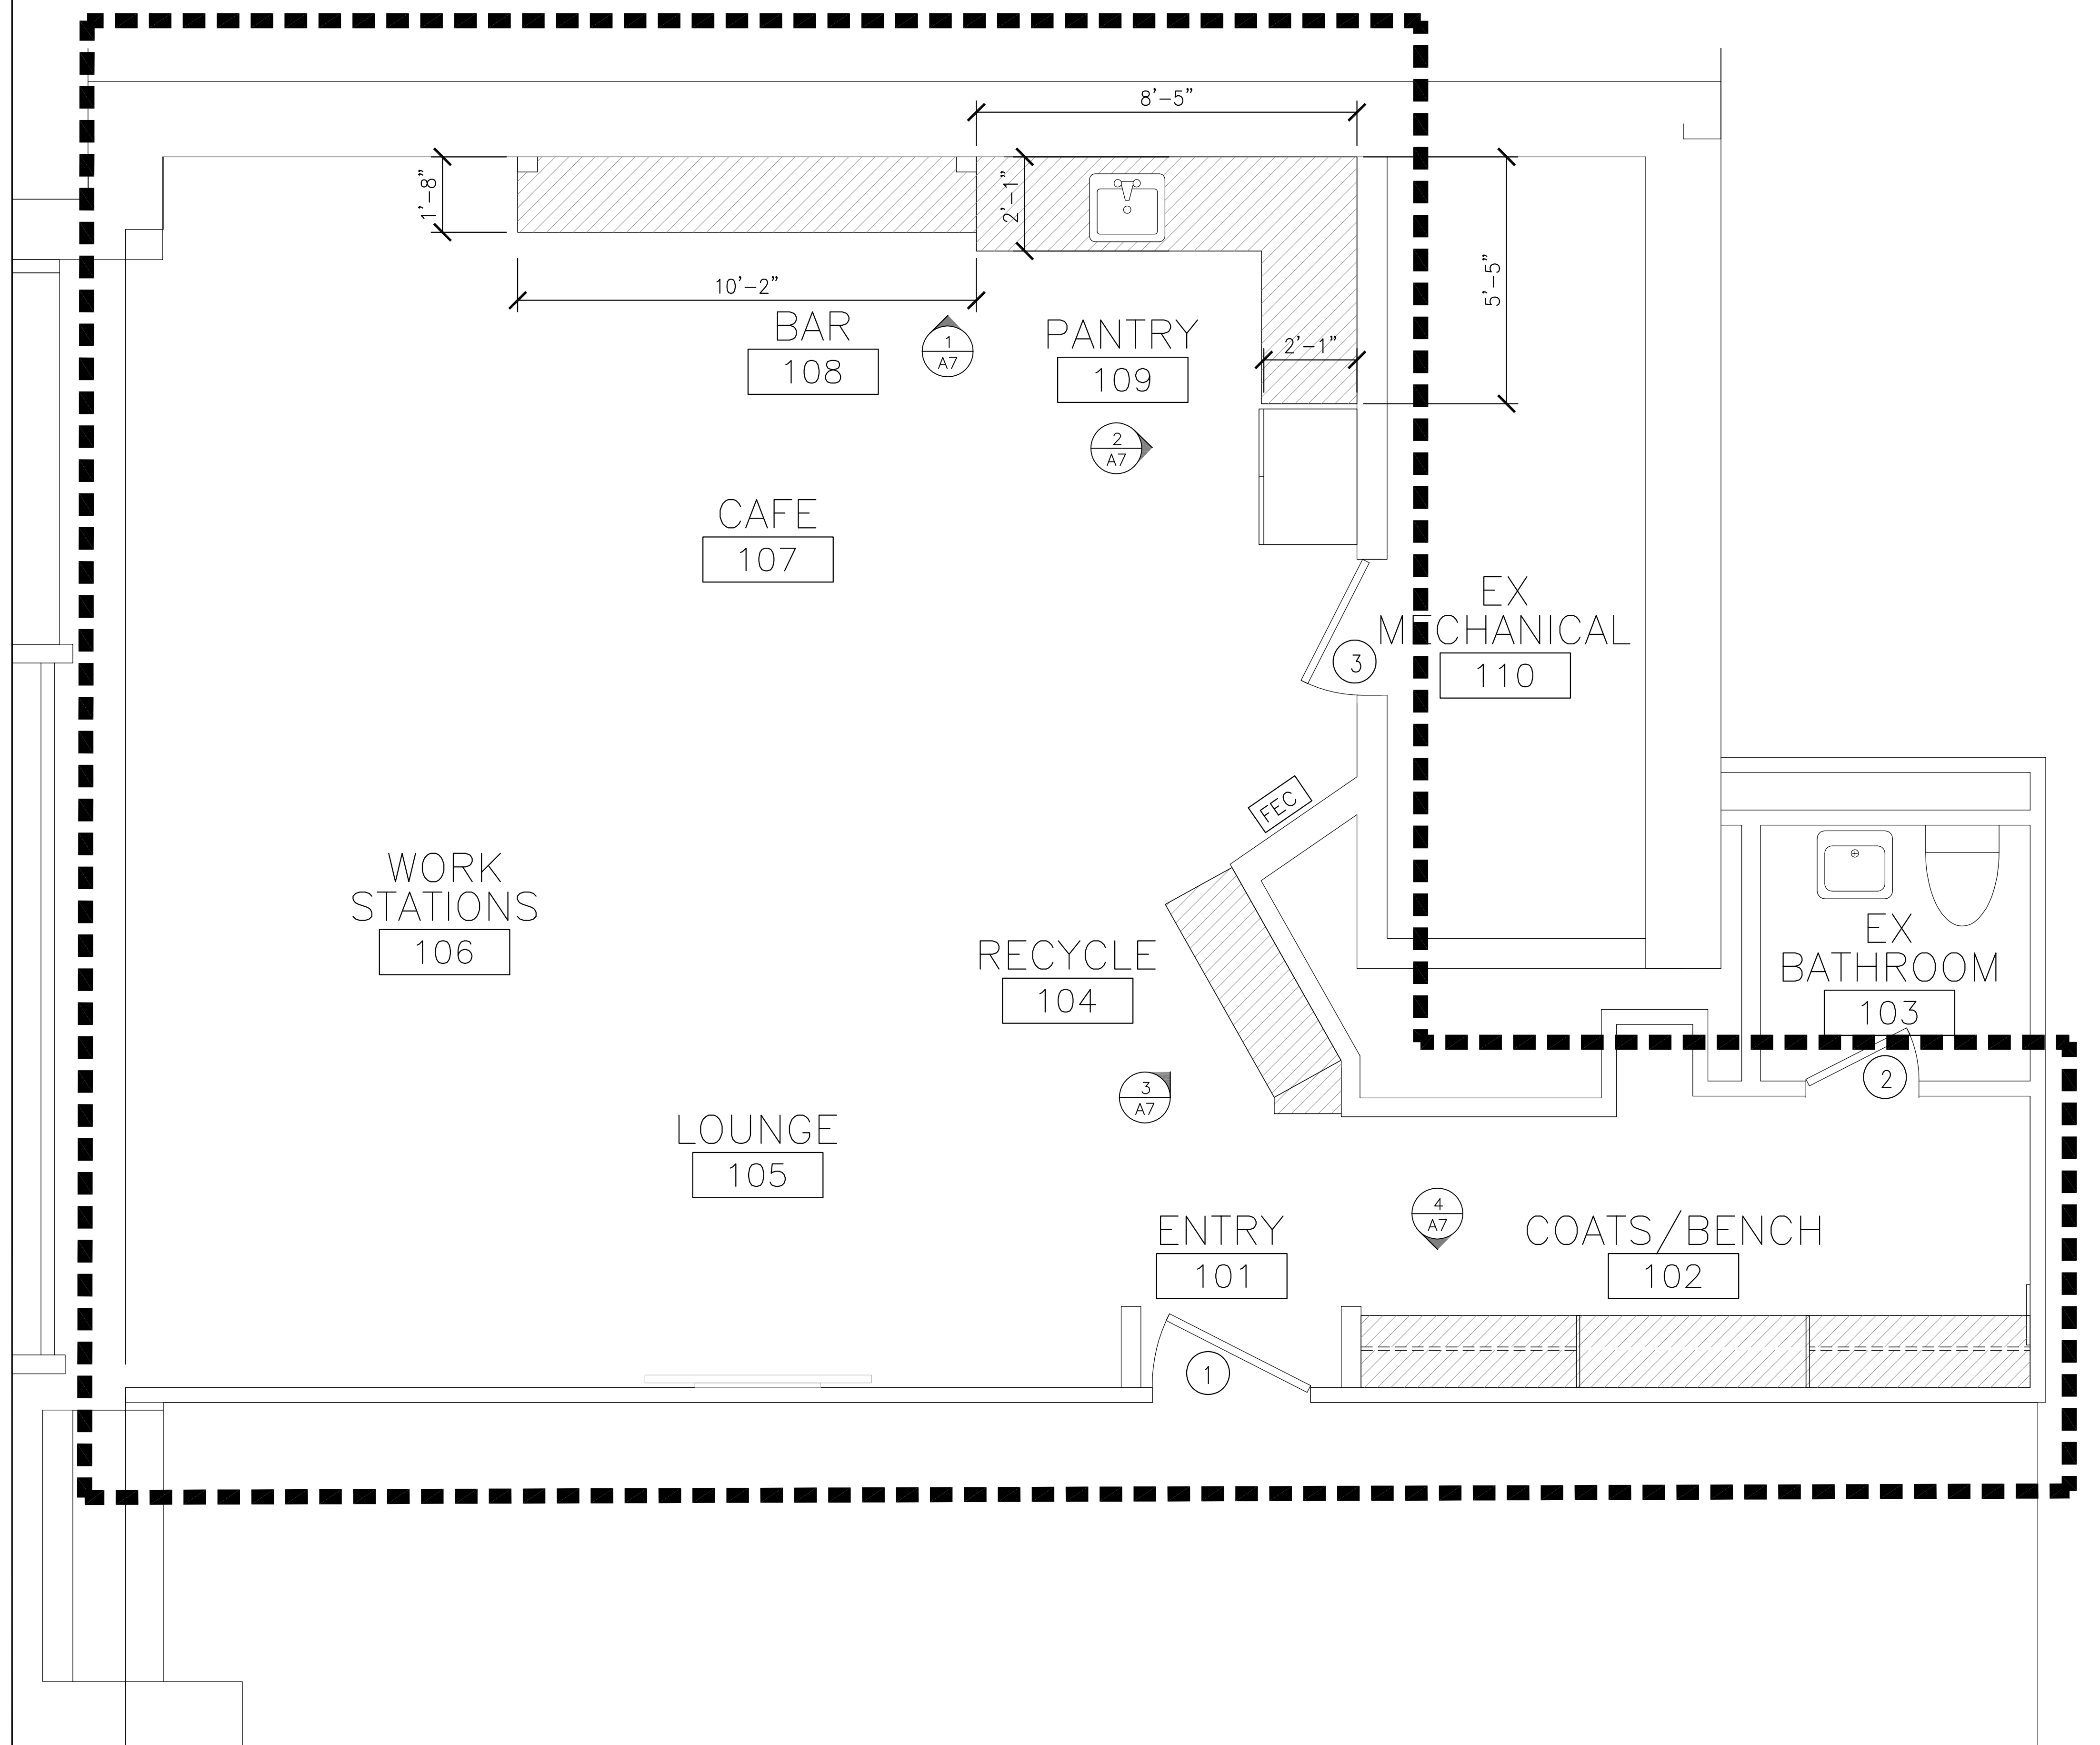 8'-5"
1'-8"
2'-1"
10'-2"
5'-5"
BAR
108
1
A7
PANTRY
109
2'-1"
2
A7
CAFE
107
EX
MECHANICAL
110
3
FEC
WORK
STATIONS
106
RECYCLE
104
EX
BATHROOM
103
2
3
A7
LOUNGE
105
ENTRY
101
4
A7
COATS/BENCH
102
1